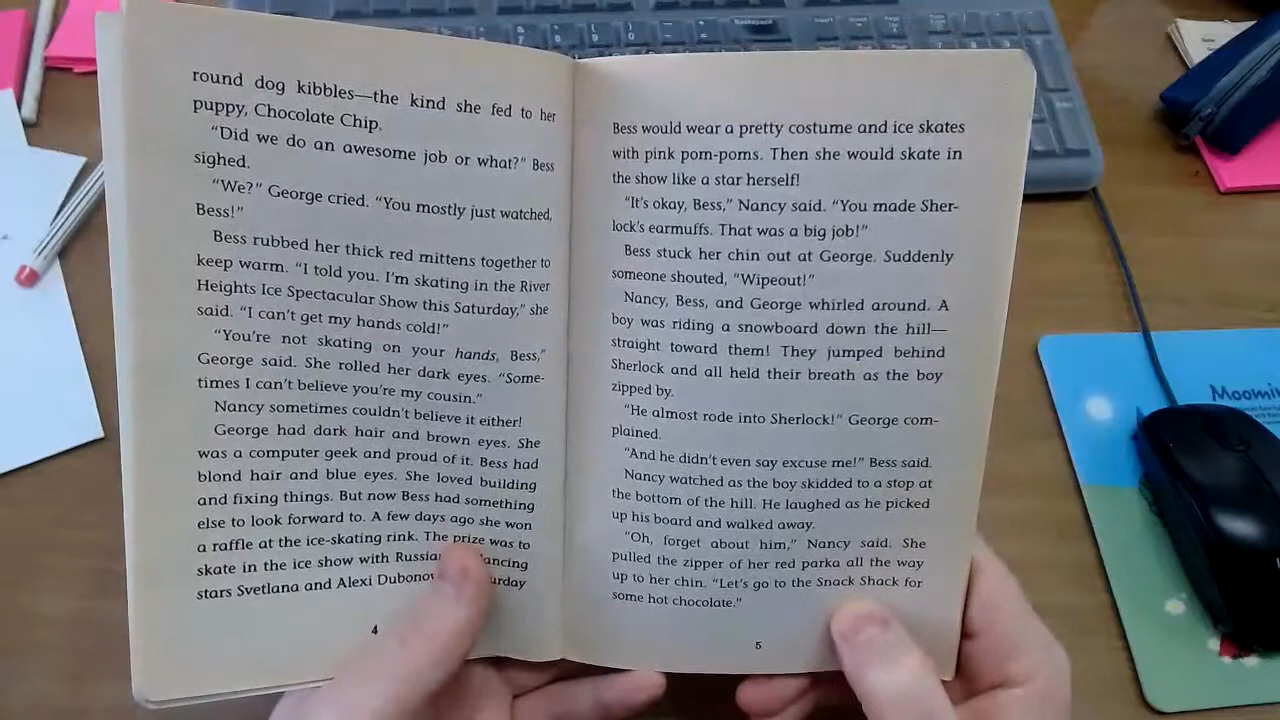 round dog kibbles—the kind she fed to her
puppy, Chocolate Chip.
“Did we do an awesome job or what?” Bess
sighed.
“We?” George cried. “You mostly just watched,
Bess!”
Bess rubbed her thick red mittens together to
keep warm. “I told you. I’m skating in the River
Heights Ice Spectacular Show this Saturday,” she
said. “I can’t get my hands cold!”
“You’re not skating on your hands, Bess,”
George said. She rolled her dark eyes. “Some-
times I can’t believe you’re my cousin.”
Nancy sometimes couldn’t believe it either!
George had dark hair and brown eyes. She
was a computer geek and proud of it. Bess had
blond hair and blue eyes. She loved building
and fixing things. But now Bess had something
else to look forward to. A few days ago she won
a raffle at the ice-skating rink. The prize was to
skate in the ice show with Russian
stars Svetlana and Alexi
4
Bess would wear a pretty costume and ice skates
with pink pom-poms. Then she would skate in
the show like a star herself!
“It’s okay, Bess,” Nancy said. “You made Sher-
lock’s earmuffs. That was a big job!”
Bess stuck her chin out at George. Suddenly
someone shouted, “Wipeout!”
Nancy, Bess, and George whirled around. A
boy was riding a snowboard down the hill—
straight toward them! They jumped behind
Sherlock and all held their breath as the boy
zipped by.
“He almost rode into Sherlock!” George com-
plained.
“And he didn’t even say excuse me!” Bess said.
Nancy watched as the boy skidded to a stop at
the bottom of the hill. He laughed as he picked
up his board and walked away.
“Oh, forget about him,” Nancy said. She
pulled the zipper of her red parka all the way
up to her chin. “Let’s go to the Snack Shack for
some hot chocolate.”
5
Backspace